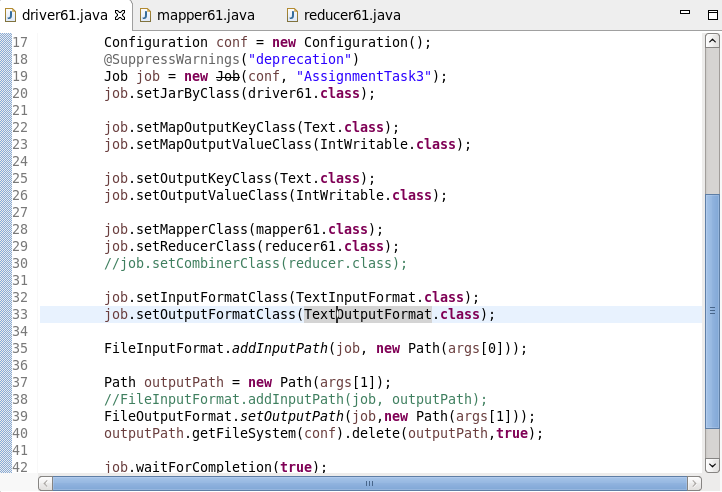 driver61.java mapper61.java reducer61.java
17 Configuration conf = new Configuration();
18 @SuppressWarnings("deprecation")
19 Job job = new Job(conf, "AssignmentTask3");
20 job.setJarByClass(driver61.class);
21
22 job.setMapOutputKeyClass(Text.class);
23 job.setMapOutputValueClass(IntWritable.class);
24
25 job.setOutputKeyClass(Text.class);
26 job.setOutputValueClass(IntWritable.class);
27
28 job.setMapperClass(mapper61.class);
29 job.setReducerClass(reducer61.class);
30 //job.setCombinerClass(reducer.class);
31
32 job.setInputFormatClass(TextInputFormat.class);
33 job.setOutputFormatClass(TextOutputFormat.class);
34
35 FileInputFormat.addInputPath(job, new Path(args[0]));
36
37 Path outputPath = new Path(args[1]);
38 //FileInputFormat.addInputPath(job, outputPath);
39 FileOutputFormat.setOutputPath(job,new Path(args[1]));
40 outputPath.getFileSystem(conf).delete(outputPath,true);
41
42 job.waitForCompletion(true);